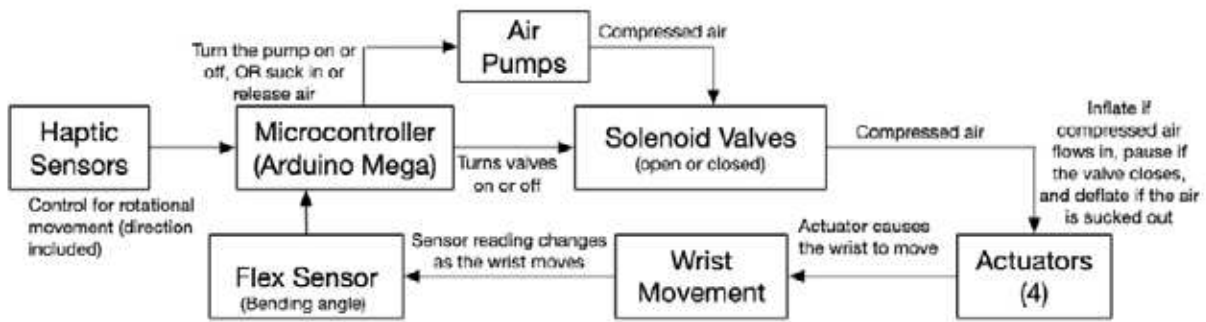 Air
Pumps
Compressed air
Turn the pump on or
off, OR suck in or
release air
Haptic
Sensors
Microcontroller
(Arduino Mega)
Turns valves
on or off
Solenoid Valves
(open or closed)
Compressed air
Inflate if
compressed air
flows in, pause if
the valve closes,
and deflate if the air
is sucked out
Control for rotational
movement (direction
included)
Flex Sensor
(Bending angle)
Sensor reading changes
as the wrist moves
Wrist
Movement
Actuator causes
the wrist to move
Actuators
(4)